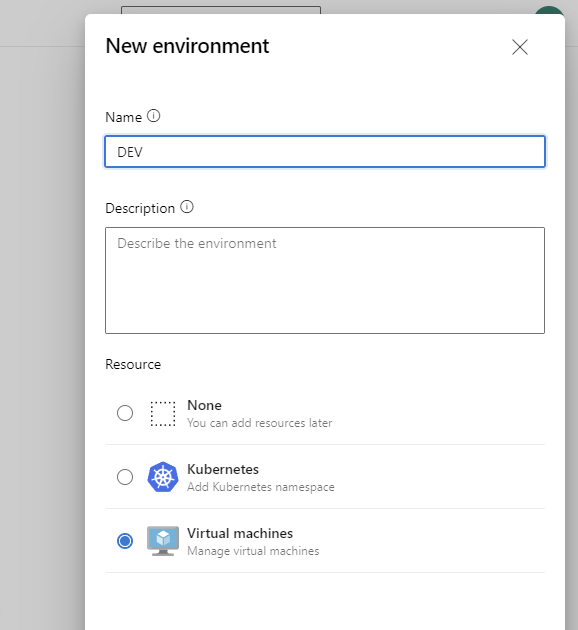 New environment
Name
DEV
Description
Describe the environment
Resource
None
You can add resources later
Kubernetes
Add Kubernetes namespace
Virtual machines
Manage virtual machines